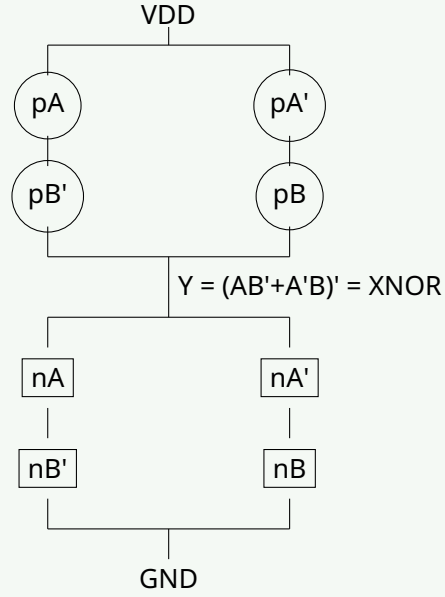 VDD
pA pA'
pB' pB
Y = (AB'+A'B)' = XNOR
nA nA'
nB' nB
GND